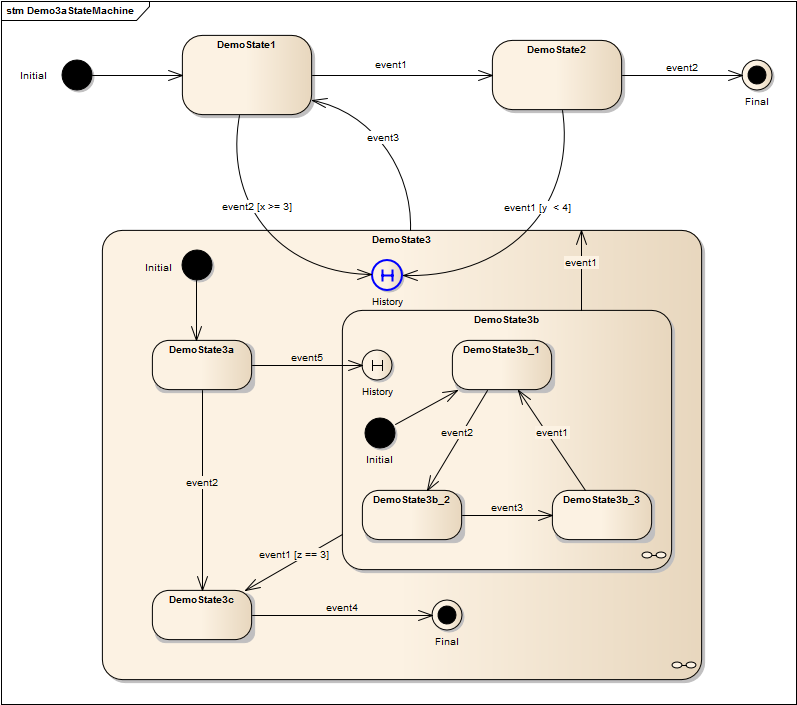 stm Demo3aStateMachine
Initial
DemoState1
event1
DemoState2
event2
Final
event3
event2 [x >= 3]
event1 [y  < 4]
DemoState3
Initial
H
History
event1
DemoState3b
DemoState3a
event5
H
History
DemoState3b_1
Initial
event2
event1
event2
DemoState3b_2
event3
DemoState3b_3
event1 [z == 3]
DemoState3c
event4
Final